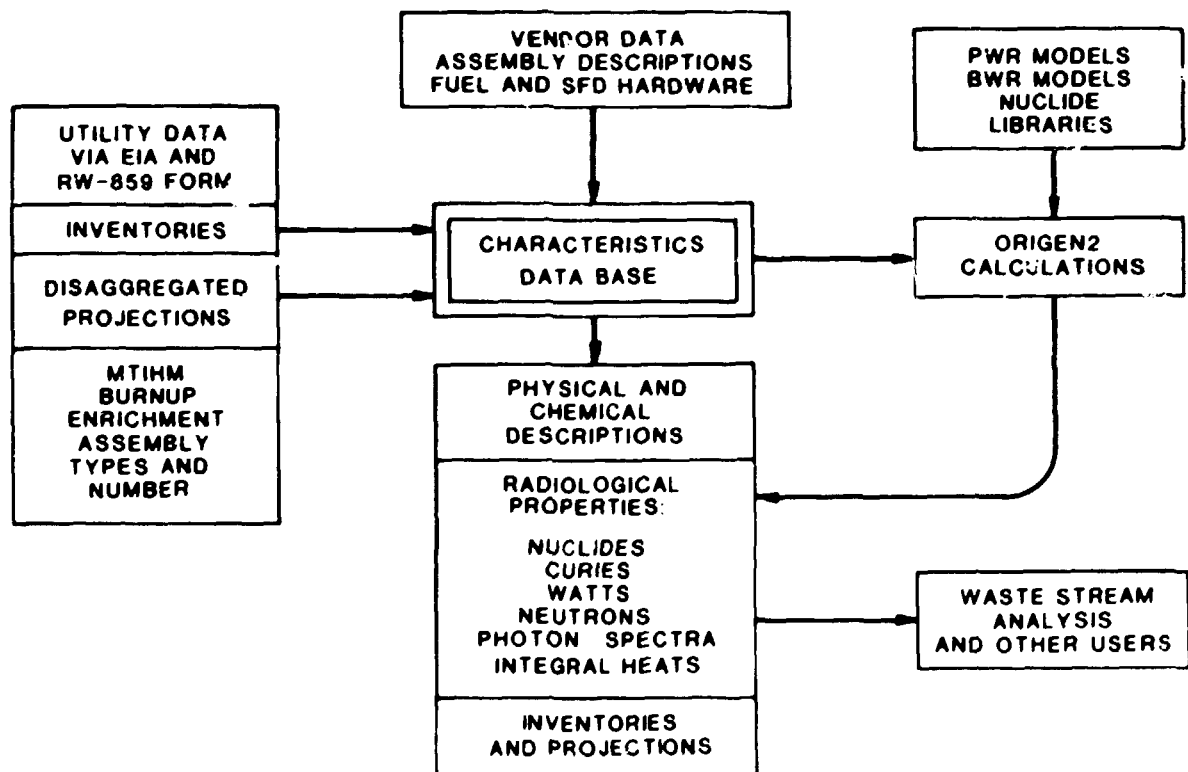 VENDOR DATA
ASSEMBLY DESCRIPTIONS
FUEL AND SFD HARDWARE
PWR MODELS
BWR MODELS
NUCLIDE
LIBRARIES
UTILITY DATA
VIA EIA AND
RW-859 FORM
INVENTORIES
DISAGGREGATED
PROJECTIONS
MTIHM
BURNUP
ENRICHMENT
ASSEMBLY
TYPES AND
NUMBER
CHARACTERISTICS
DATA BASE
ORIGEN2
CALCULATIONS
PHYSICAL AND
CHEMICAL
DESCRIPTIONS
RADIOLOGICAL
PROPERTIES:
NUCLIDES
CURIES
WATTS
NEUTRONS
PHOTON SPECTRA
INTEGRAL HEATS
INVENTORIES
AND PROJECTIONS
WASTE STREAM
ANALYSIS
AND OTHER USERS